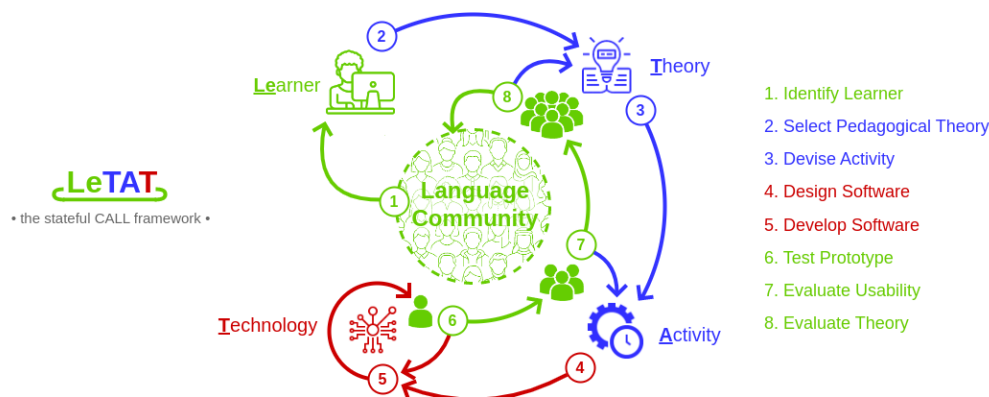 LeTAT
• the stateful CALL framework •
Learner
2
Theory
8
3
1
Language
Community
7
Technology
6
Activity
5
4
1. Identify Learner
2. Select Pedagogical Theory
3. Devise Activity
4. Design Software
5. Develop Software
6. Test Prototype
7. Evaluate Usability
8. Evaluate Theory